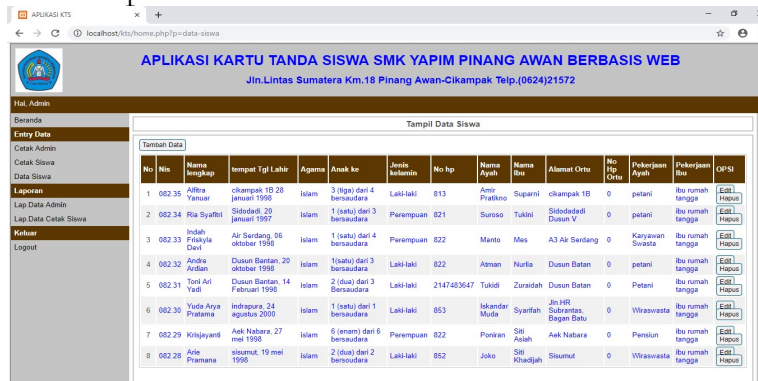 APLIKASI KTS
localhost/kts/home.php?p=data-siswa
APLIKASI KARTU TANDA SISWA SMK YAPIM PINANG AWAN BERBASIS WEB
Jln.Lintas Sumatera Km.18 Pinang Awan-Cikampak Telp.(0624)21572
Hai, Admin
Beranda
Entry Data
Cetak Admin
Cetak Siswa
Data Siswa
Laporan
Lap.Data Admin
Lap.Data Cetak Siswa
Keluar
Logout
Tampil Data Siswa
Tambah Data
No Nis Nama lengkap tempat Tgl Lahir Agama Anak ke Jenis kelamin No hp Nama Ayah Nama Ibu Alamat Ortu No Hp Ortu Pekerjaan Ayah Pekerjaan Ibu OPSI
1 082.35 Alfitra Yanuar cikampak 1B 28 januari 1998 islam 3 (tiga) dari 4 bersaudara Laki-laki 813 Amir Pratikno Suparni cikampak 1B 0 petani ibu rumah tangga Edit Hapus
2 082.34 Ria Syafitri Sidodadi, 20 januari 1997 islam 1 (satu) dari 3 bersaudara Perempuan 821 Suroso Tukini Sidodadadi Dusun V 0 petani ibu rumah tangga Edit Hapus
3 082.33 Indah Friskyla Devi Air Serdang, 06 oktober 1998 islam 1 (satu) dari 4 bersaudara Perempuan 822 Manto Mes A3 Air Serdang 0 Karyawan Swasta ibu rumah tangga Edit Hapus
4 082.32 Andre Ardian Dusun Bantan, 20 oktober 1998 islam 1(satu) dari 3 bersaudara Laki-laki 822 Atman Nurlia Dusun Batan 0 petani ibu rumah tangga Edit Hapus
5 082.31 Toni Ari Yadi Dusun Bantan, 14 Februari 1998 islam 2 (dua) dari 3 Bersaudara Laki-laki 2147483647 Tukidi Zuraidah Dusun Batan 0 Petani ibu rumah tangga Edit Hapus
6 082.30 Yuda Arya Pratama indrapura, 24 agustus 2000 islam 1 (satu) dari 1 bersaudara Laki-laki 853 Iskandar Muda Syarifah Jln.HR Subrantas, Bagan Batu 0 Wiraswasta ibu rumah tangga Edit Hapus
7 082.29 Krisjayanti Aek Nabara, 27 mei 1998 islam 6 (enam) dari 6 bersaudara Perempuan 822 Poniran Siti Asiah Aek Nabara 0 Pensiun ibu rumah tangga Edit Hapus
8 082.28 Arie Pramana sisumut, 19 mei 1998 islam 2 (dua) dari 2 bersaudara Laki-laki 852 Joko Siti Khadijah Sisumut 0 Wiraswasta ibu rumah tangga Edit Hapus